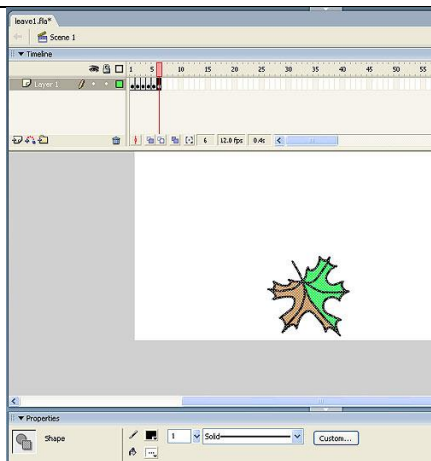 leave1.fla*
Scene 1
Timeline
1 5 10 15 20 25 30 35 40 45 50 55
Layer 1
6 12.0 fps 0.4s
Properties
Shape 1 Solid Custom...